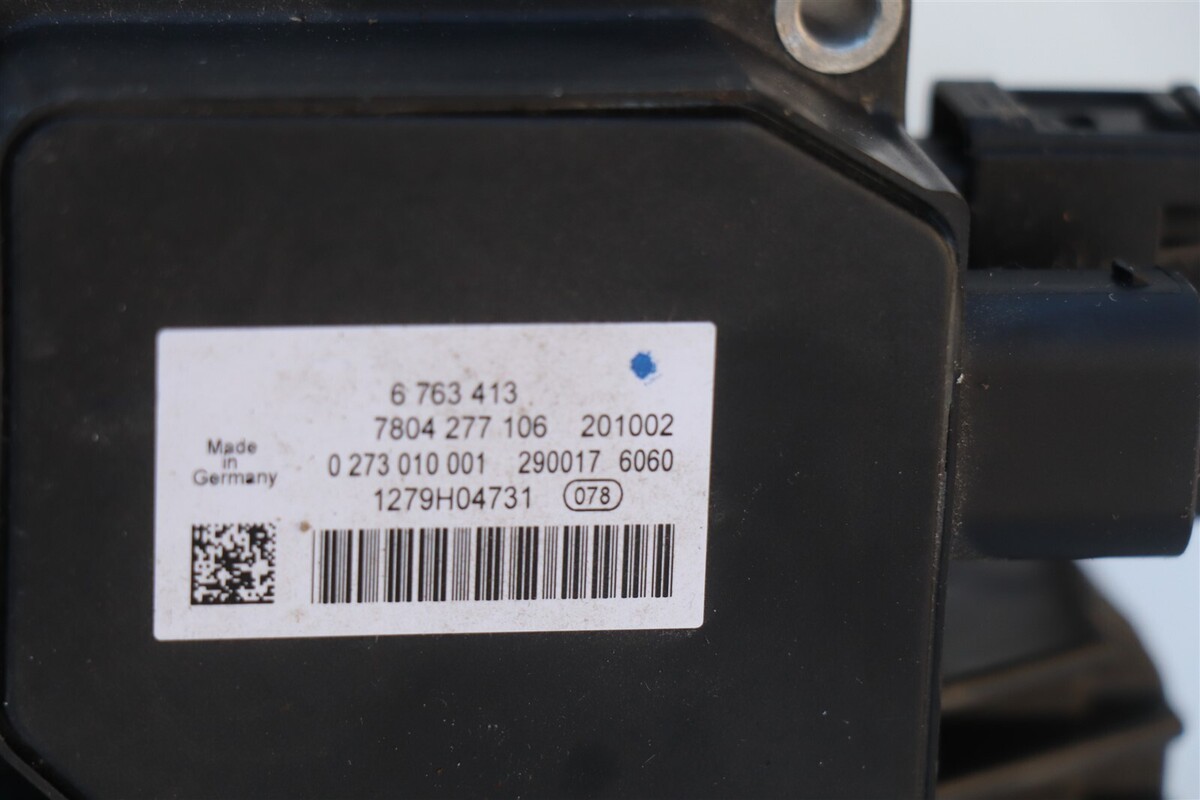 6 763 413
7804 277 106 201002
Made
in
Germany
0 273 010 001 290017 6060
1279H04731 078